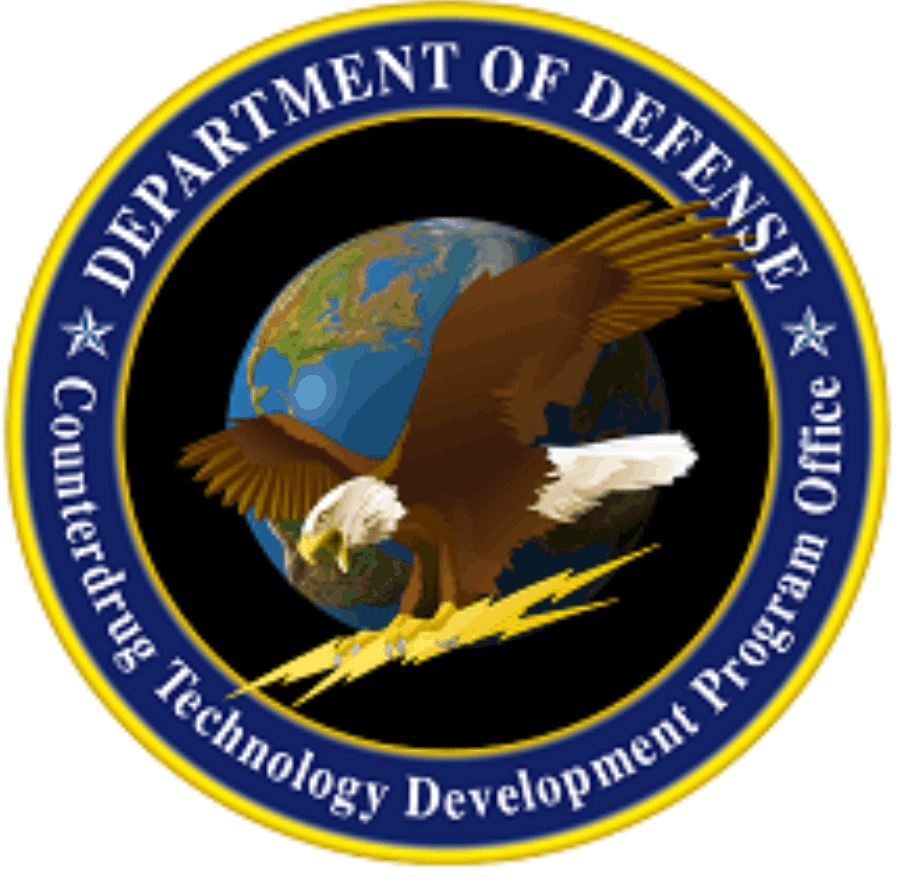 DEPARTMENT OF DEFENSE
Counterdrug Technology Development Program Office